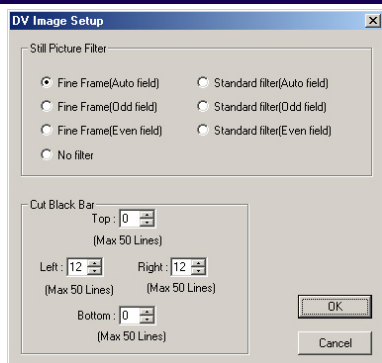 DV Image Setup
Still Picture Filter
Fine Frame(Auto field) Standard filter(Auto field)
Fine Frame(Odd field) Standard filter(Odd field)
Fine Frame(Even field) Standard filter(Even field)
No filter
Cut Black Bar
Top : 0
(Max 50 Lines)
Left : 12 Right : 12
(Max 50 Lines) (Max 50 Lines)
Bottom : 0
(Max 50 Lines)
OK
Cancel